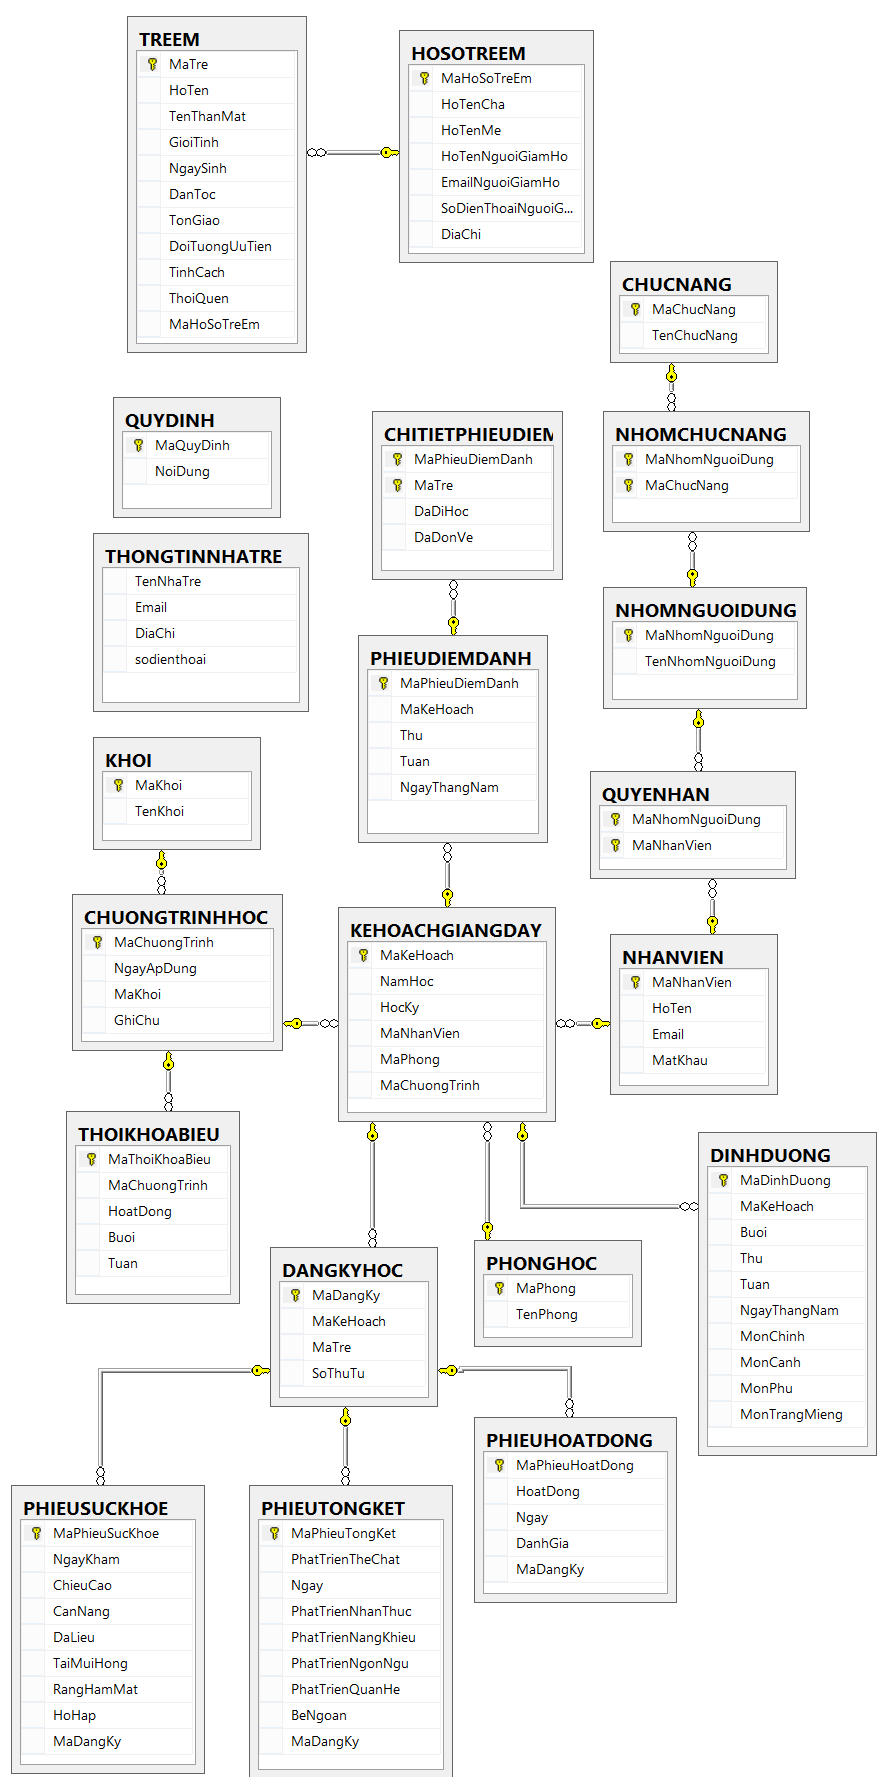 TREEM
MaTre
HoTen
TenThanMat
GioiTinh
NgaySinh
DanToc
TonGiao
DoiTuongUuTien
TinhCach
ThoiQuen
MaHoSoTreEm
HOSOTREEM
MaHoSoTreEm
HoTenCha
HoTenMe
HoTenNguoiGiamHo
EmailNguoiGiamHo
SoDienThoaiNguoiG...
DiaChi
CHUCNANG
MaChucNang
TenChucNang
QUYDINH
MaQuyDinh
NoiDung
CHITIETPHIEUDIEM
MaPhieuDiemDanh
MaTre
DaDiHoc
DaDonVe
NHOMCHUCNANG
MaNhomNguoiDung
MaChucNang
THONGTINNHATRE
TenNhaTre
Email
DiaChi
sodienthoai
NHOMNGUOIDUNG
MaNhomNguoiDung
TenNhomNguoiDung
PHIEUDIEMDANH
MaPhieuDiemDanh
MaKeHoach
Thu
Tuan
NgayThangNam
KHOI
MaKhoi
TenKhoi
QUYENHAN
MaNhomNguoiDung
MaNhanVien
CHUONGTRINHHOC
MaChuongTrinh
NgayApDung
MaKhoi
GhiChu
KEHOACHGIANGDAY
MaKeHoach
NamHoc
HocKy
MaNhanVien
MaPhong
MaChuongTrinh
NHANVIEN
MaNhanVien
HoTen
Email
MatKhau
THOIKHOABIEU
MaThoiKhoaBieu
MaChuongTrinh
HoatDong
Buoi
Tuan
DINHDUONG
MaDinhDuong
MaKeHoach
Buoi
Thu
Tuan
NgayThangNam
MonChinh
MonCanh
MonPhu
MonTrangMieng
DANGKYHOC
MaDangKy
MaKeHoach
MaTre
SoThuTu
PHONGHOC
MaPhong
TenPhong
PHIEUHOATDONG
MaPhieuHoatDong
HoatDong
Ngay
DanhGia
MaDangKy
PHIEUSUCKHOE
MaPhieuSucKhoe
NgayKham
ChieuCao
CanNang
DaLieu
TaiMuiHong
RangHamMat
HoHap
MaDangKy
PHIEUTONGKET
MaPhieuTongKet
PhatTrienTheChat
Ngay
PhatTrienNhanThuc
PhatTrienNangKhieu
PhatTrienNgonNgu
PhatTrienQuanHe
BeNgoan
MaDangKy